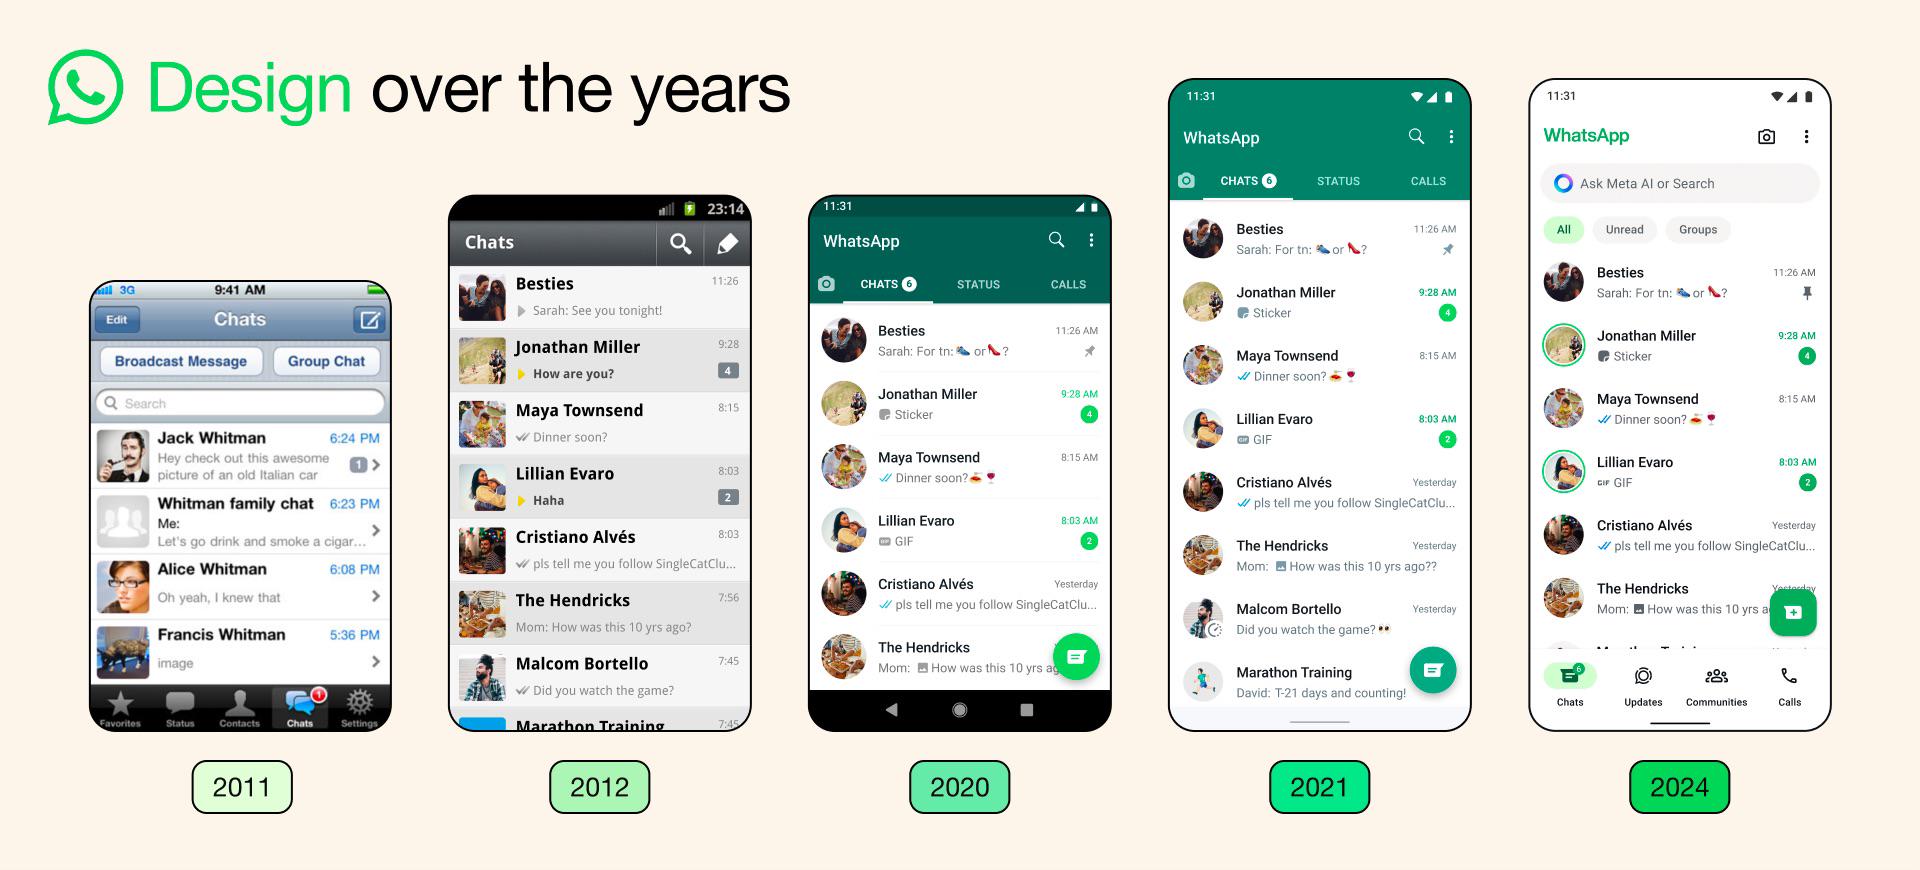 Design over the years
3G 9:41 AM
Edit Chats
Broadcast Message Group Chat
Search
Jack Whitman 6:24 PM
Hey check out this awesome
picture of an old Italian car
1
Whitman family chat 6:23 PM
Me:
Let's go drink and smoke a cigar...
Alice Whitman 6:08 PM
Oh yeah, I knew that
Francis Whitman 5:36 PM
image
1
Favorites Status Contacts Chats Settings
2011
23:14
Chats
Besties 11:26
Sarah: See you tonight!
Jonathan Miller 9:28
How are you? 4
Maya Townsend 8:15
Dinner soon?
Lillian Evaro 8:03
Haha 2
Cristiano Alvés 8:03
pls tell me you follow SingleCatClu...
The Hendricks 7:56
Mom: How was this 10 yrs ago?
Malcom Bortello 7:45
Did you watch the game?
Marathon Training 7:45
2012
11:31
WhatsApp
CHATS 6 STATUS CALLS
Besties 11:26 AM
Sarah: For tn: 👟 or 👠?
Jonathan Miller 9:28 AM
Sticker 4
Maya Townsend 8:15 AM
Dinner soon? 🍝🍷
Lillian Evaro 8:03 AM
GIF GIF 2
Cristiano Alvés Yesterday
pls tell me you follow SingleCatClu...
The Hendricks
Mom: How was this 10 yrs ag
2020
11:31
WhatsApp
CHATS 6 STATUS CALLS
Besties 11:26 AM
Sarah: For tn: 👟 or 👠?
Jonathan Miller 9:28 AM
Sticker 4
Maya Townsend 8:15 AM
Dinner soon? 🍝🍷
Lillian Evaro 8:03 AM
GIF GIF 2
Cristiano Alvés Yesterday
pls tell me you follow SingleCatClu...
The Hendricks Yesterday
Mom: How was this 10 yrs ago??
Malcom Bortello Yesterday
Did you watch the game? 👀
Marathon Training
David: T-21 days and counting!
2021
11:31
WhatsApp
Ask Meta AI or Search
All Unread Groups
Besties 11:26 AM
Sarah: For tn: 👟 or 👠?
Jonathan Miller 9:28 AM
Sticker 4
Maya Townsend 8:15 AM
Dinner soon? 🍝🍷
Lillian Evaro 8:03 AM
GIF GIF 2
Cristiano Alvés Yesterday
pls tell me you follow SingleCatClu...
The Hendricks Yesterday
Mom: How was this 10 yrs a
6
Chats Updates Communities Calls
2024